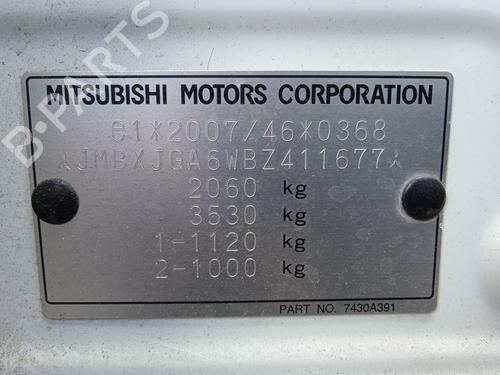 B-PARTS
MITSUBISHI MOTORS CORPORATION
e1*2007/46*0368
JMBXJGA6WBZ411677
2060 kg
3530 kg
1-1120 kg
2-1000 kg
PART NO. 7430A391